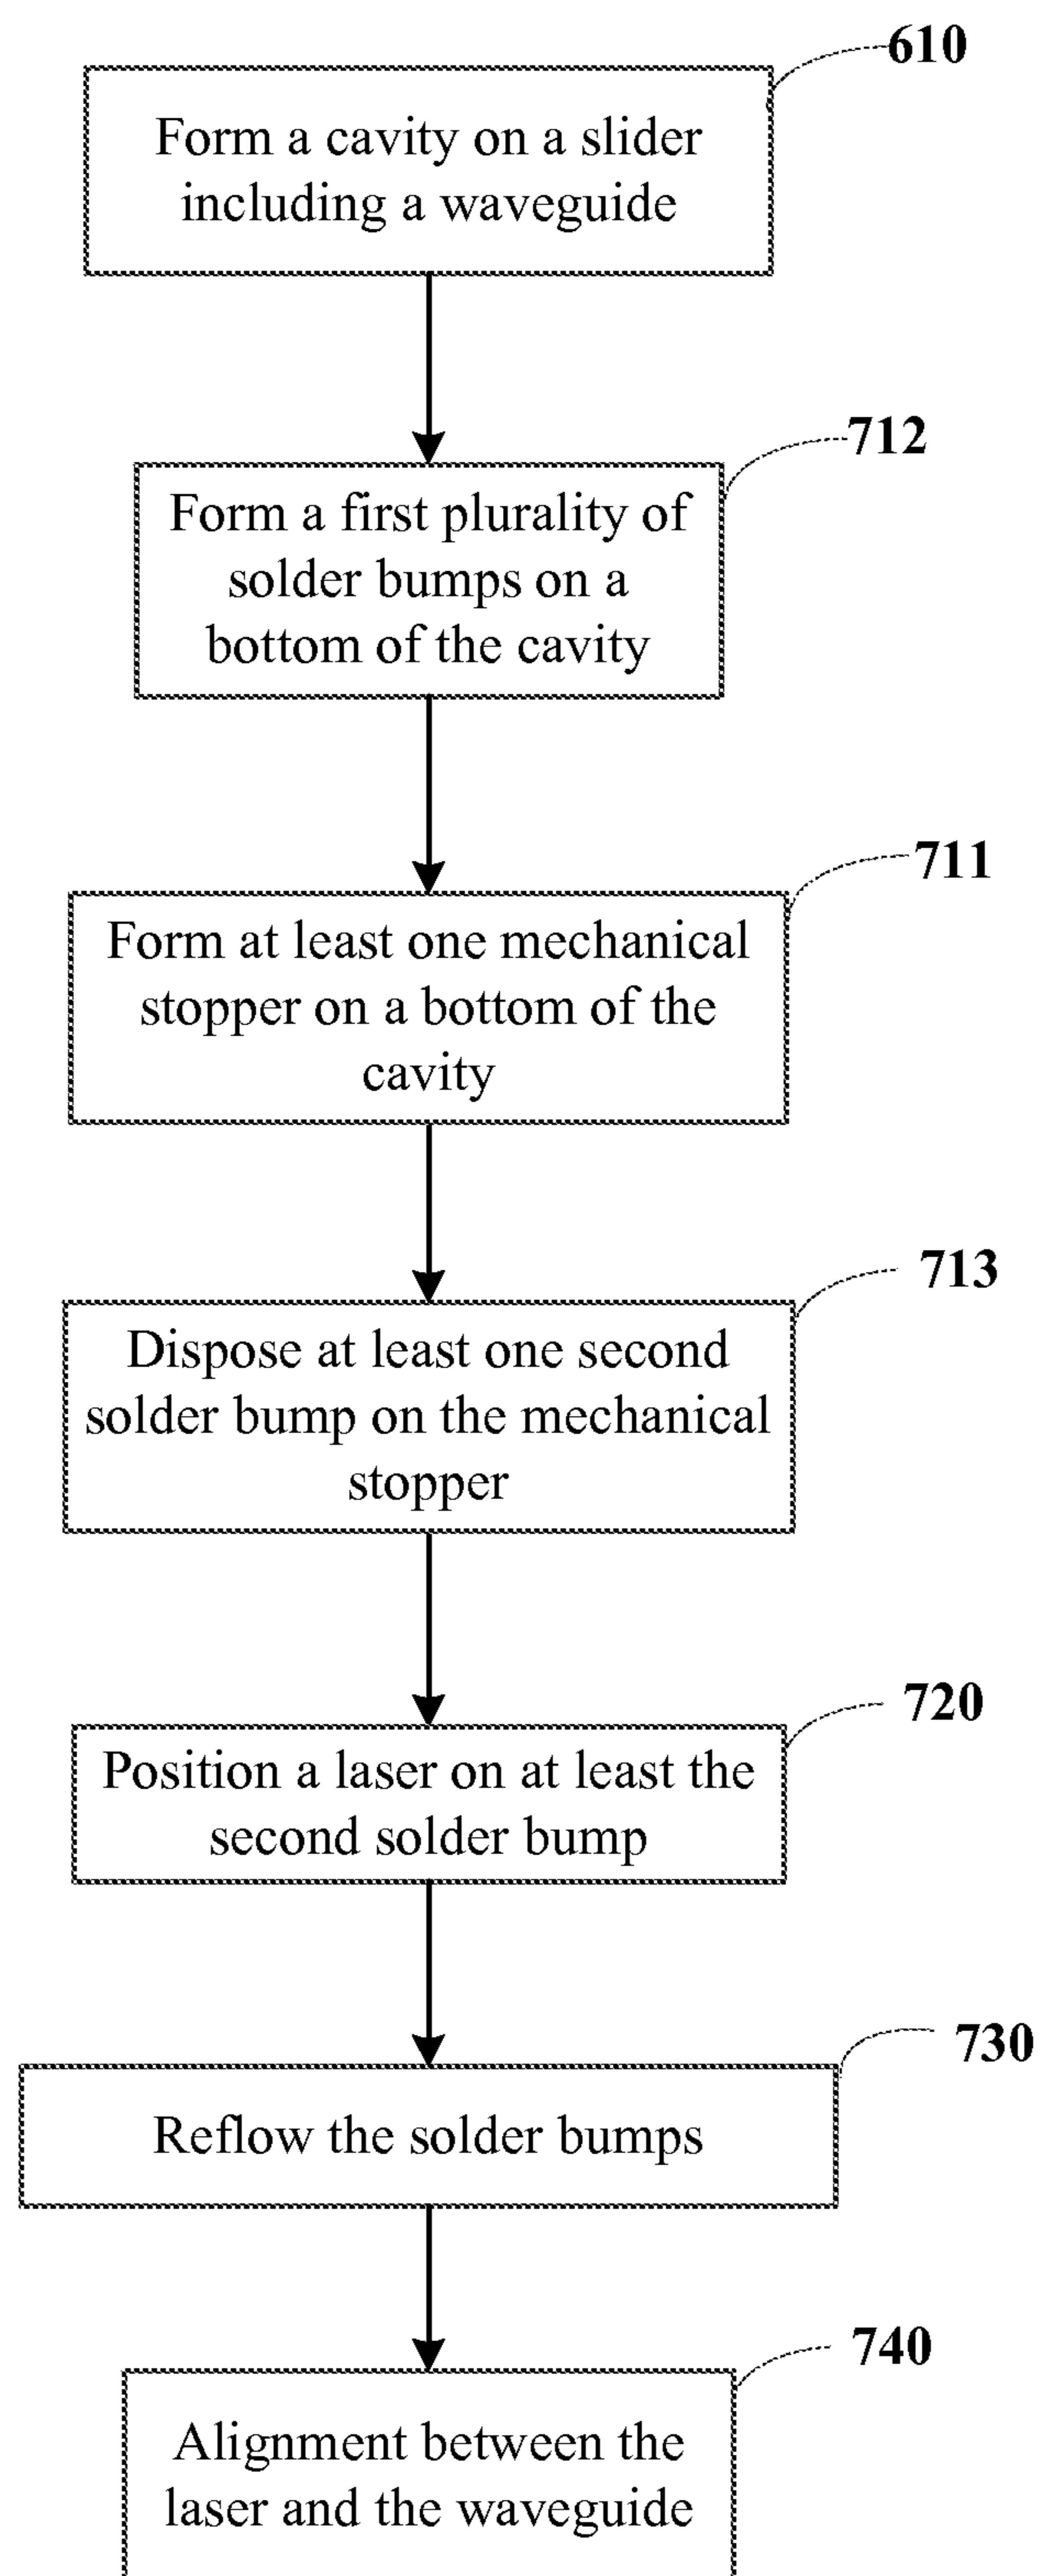 610
Form a cavity on a slider
including a waveguide
712
Form a first plurality of
solder bumps on a
bottom of the cavity
711
Form at least one mechanical
stopper on a bottom of the
cavity
713
Dispose at least one second
solder bump on the mechanical
stopper
720
Position a laser on at least the
second solder bump
730
Reflow the solder bumps
740
Alignment between the
laser and the waveguide